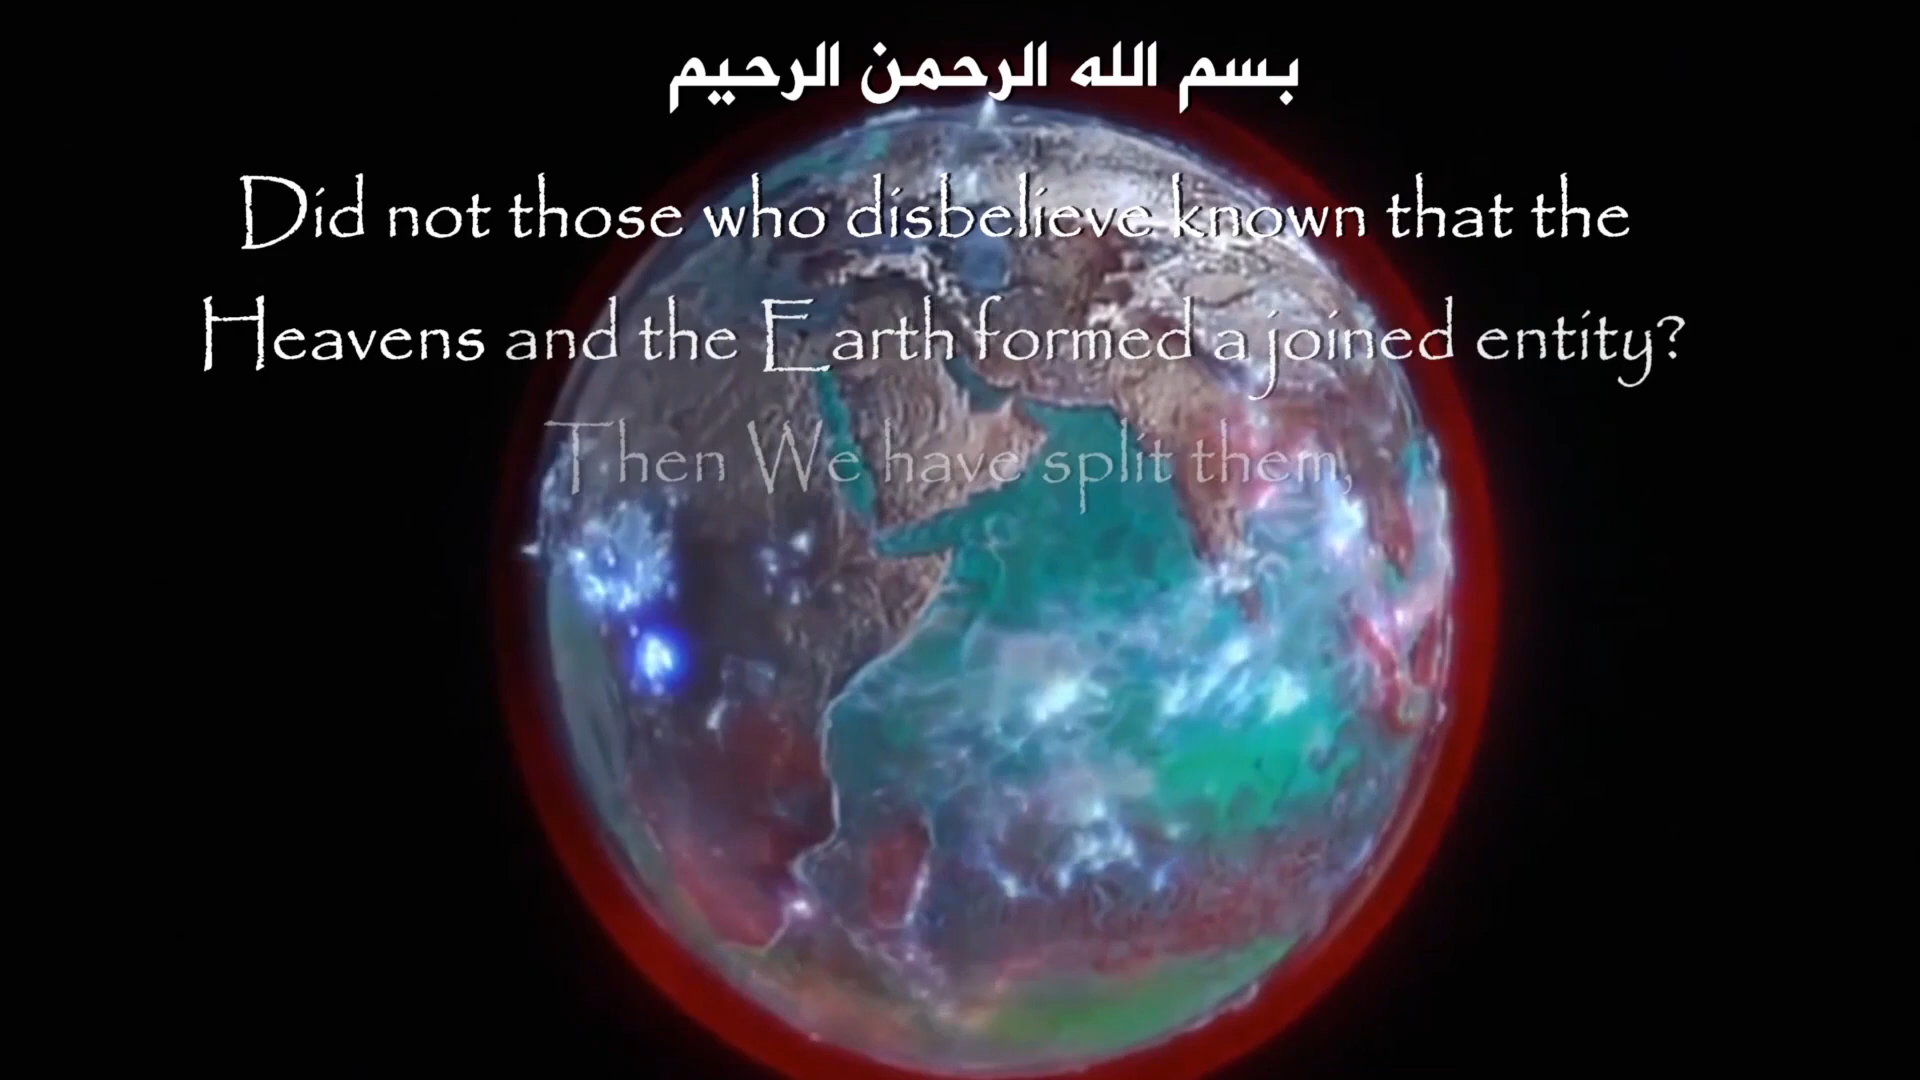 بسم الله الرحمن الرحيم
Did not those who disbelieve known that the
Heavens and the Earth formed a joined entity?
Then We have split them,